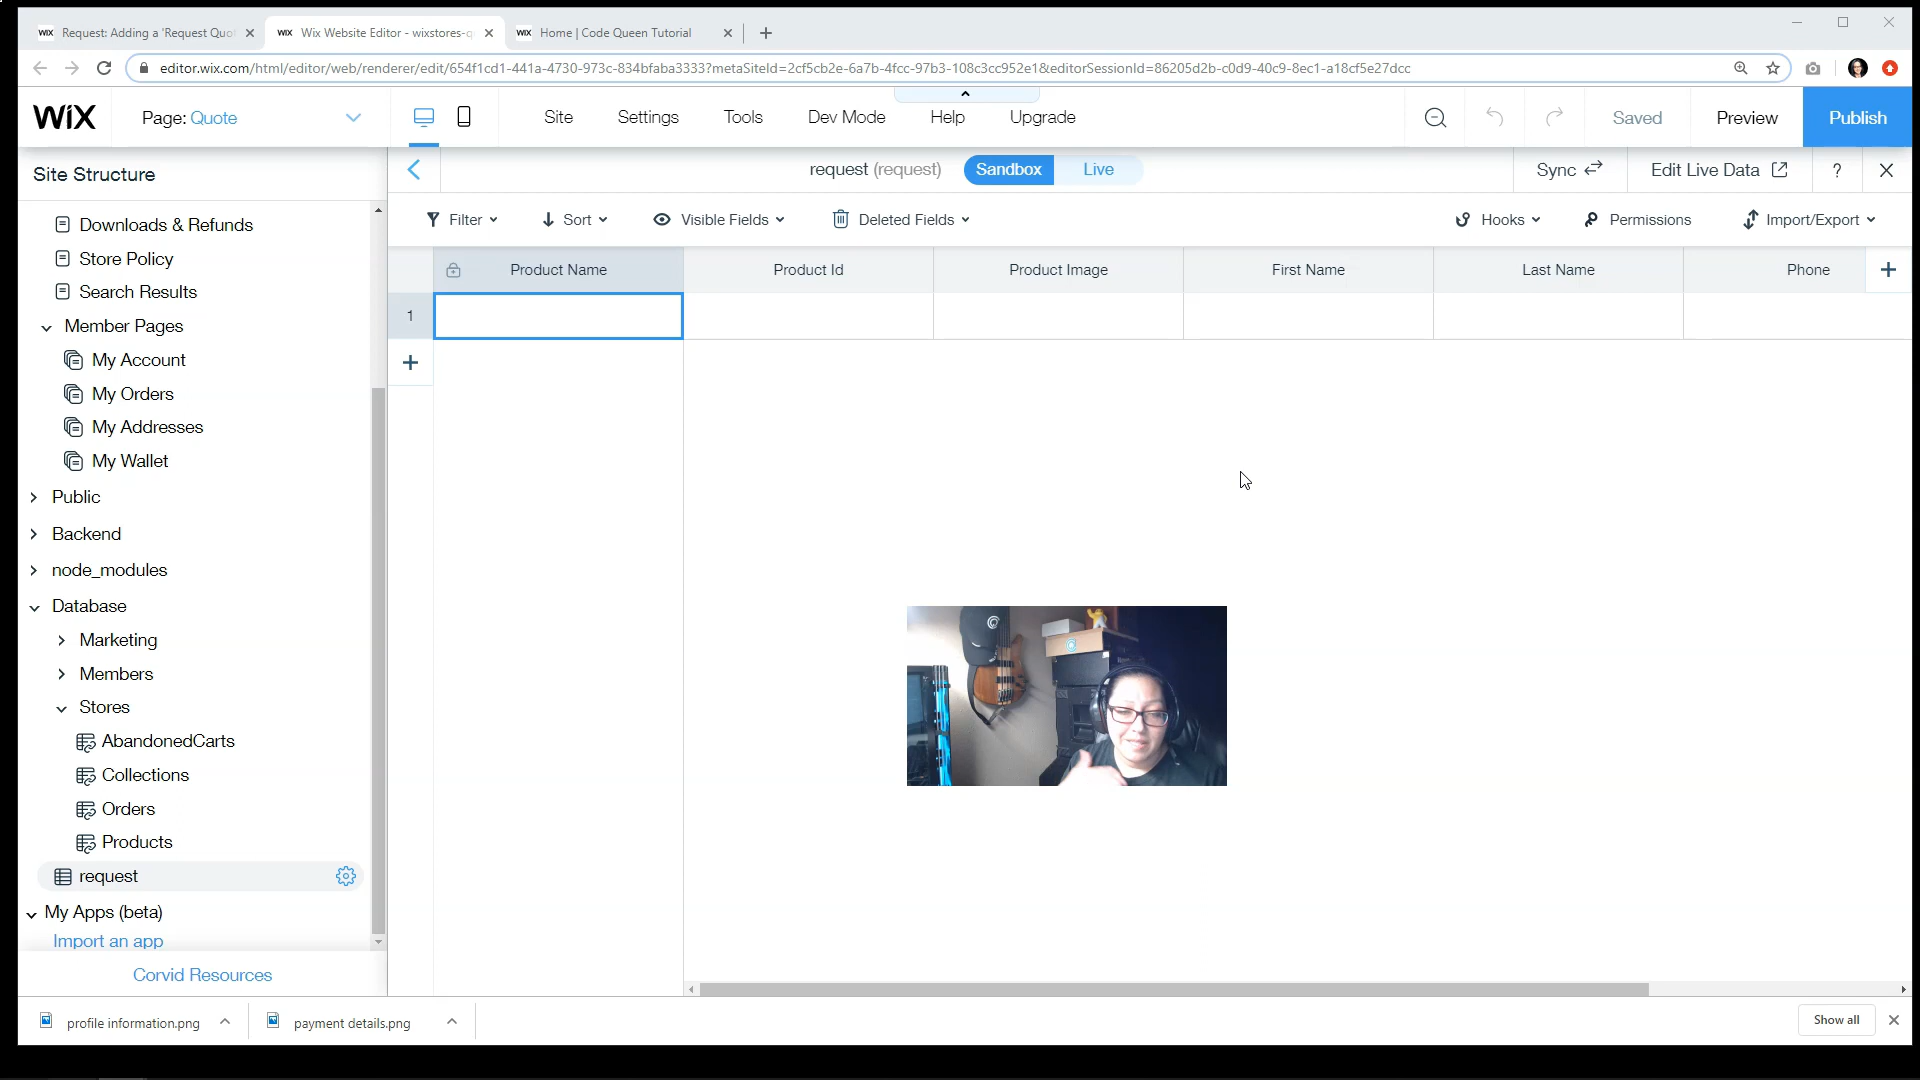 WiX Request: Adding a 'Request Quo
WiX Wix Website Editor - wixstores-q
WiX Home | Code Queen Tutorial
editor.wix.com/html/editor/web/renderer/edit/654f1cd1-441a-4730-973c-834bfaba3333?metaSiteId=2cf5cb2e-6a7b-4fcc-97b3-108c3cc952e1&editorSessionId=86205d2b-c0d9-40c9-8ec1-a18cf5e27dcc
WiX
Page: Quote
Site
Settings
Tools
Dev Mode
Help
Upgrade
Saved
Preview
Publish
Site Structure
request (request)
Sandbox
Live
Sync
Edit Live Data
?
Filter
Sort
Visible Fields
Deleted Fields
Hooks
Permissions
Import/Export
Product Name
Product Id
Product Image
First Name
Last Name
Phone
1
Downloads & Refunds
Store Policy
Search Results
Member Pages
My Account
My Orders
My Addresses
My Wallet
Public
Backend
node_modules
Database
Marketing
Members
Stores
AbandonedCarts
Collections
Orders
Products
request
My Apps (beta)
Import an app
Corvid Resources
profile information.png
payment details.png
Show all